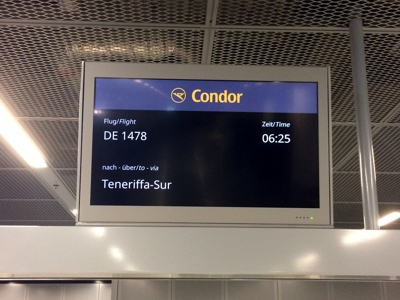 Condor
Flug/Flight Zeit/Time
DE 1478 06:25
nach - über/to - via
Teneriffa-Sur